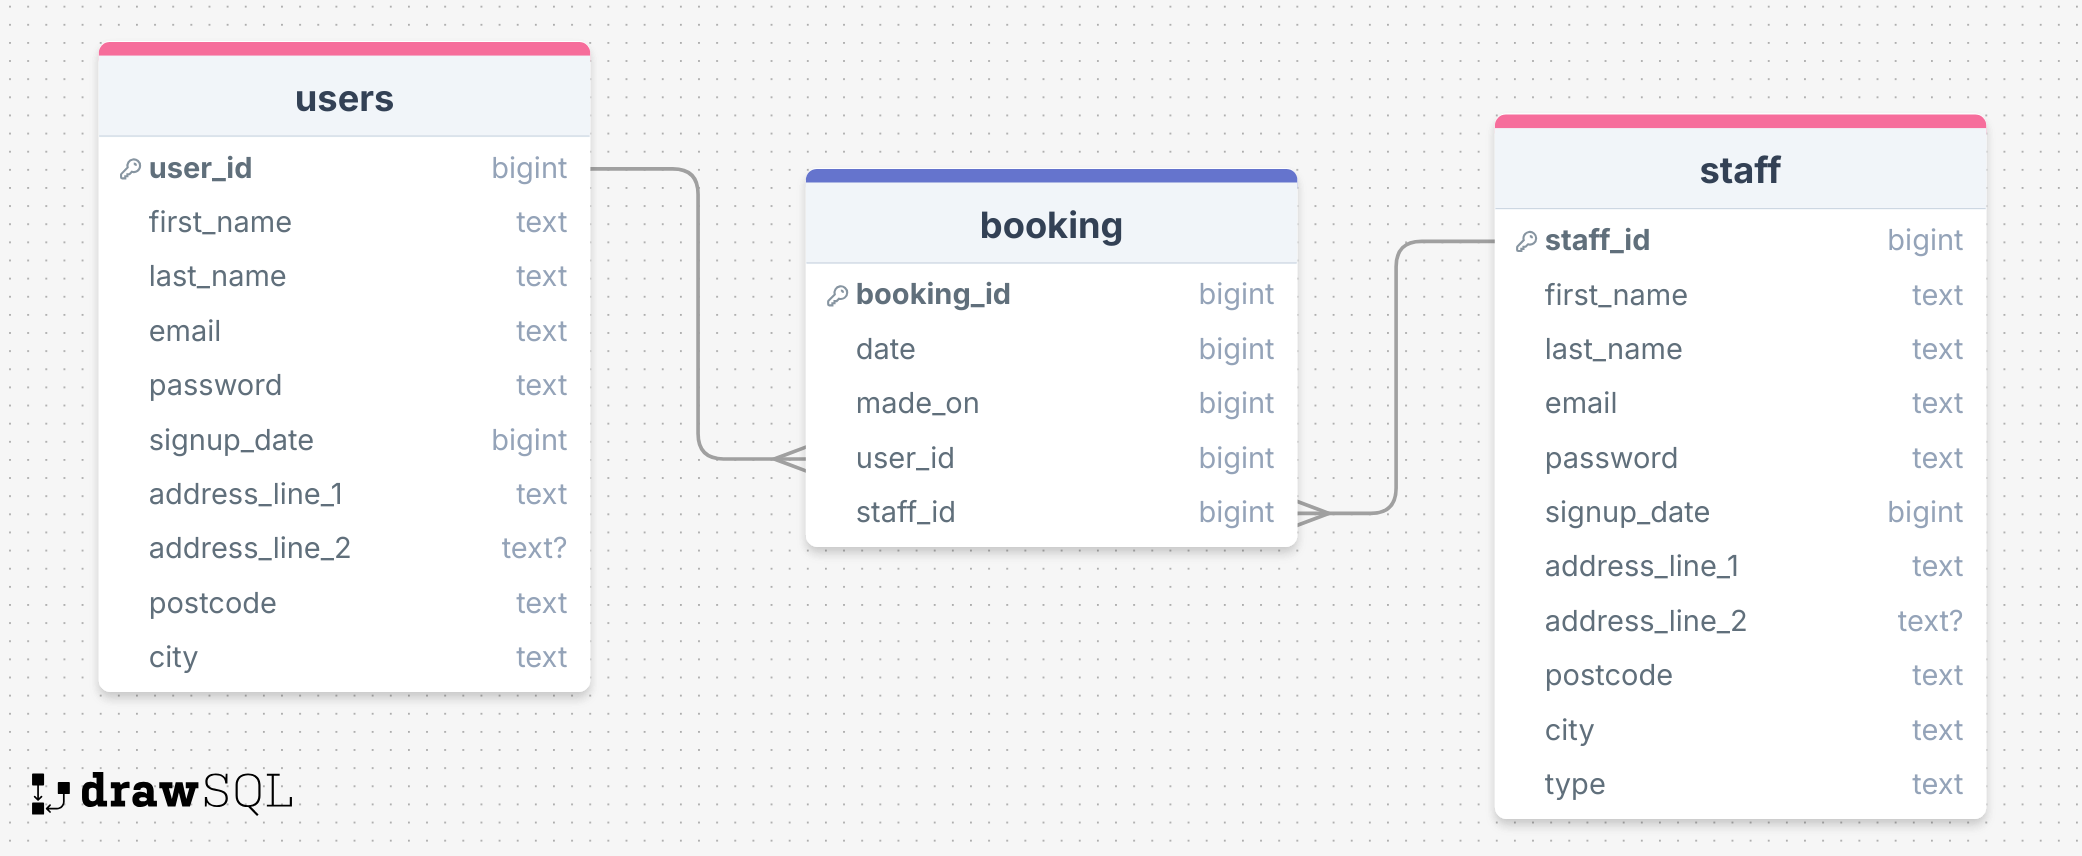 users
user_id bigint
first_name text
last_name text
email text
password text
signup_date bigint
address_line_1 text
address_line_2 text?
postcode text
city text
booking
booking_id bigint
date bigint
made_on bigint
user_id bigint
staff_id bigint
staff
staff_id bigint
first_name text
last_name text
email text
password text
signup_date bigint
address_line_1 text
address_line_2 text?
postcode text
city text
type text
drawSQL